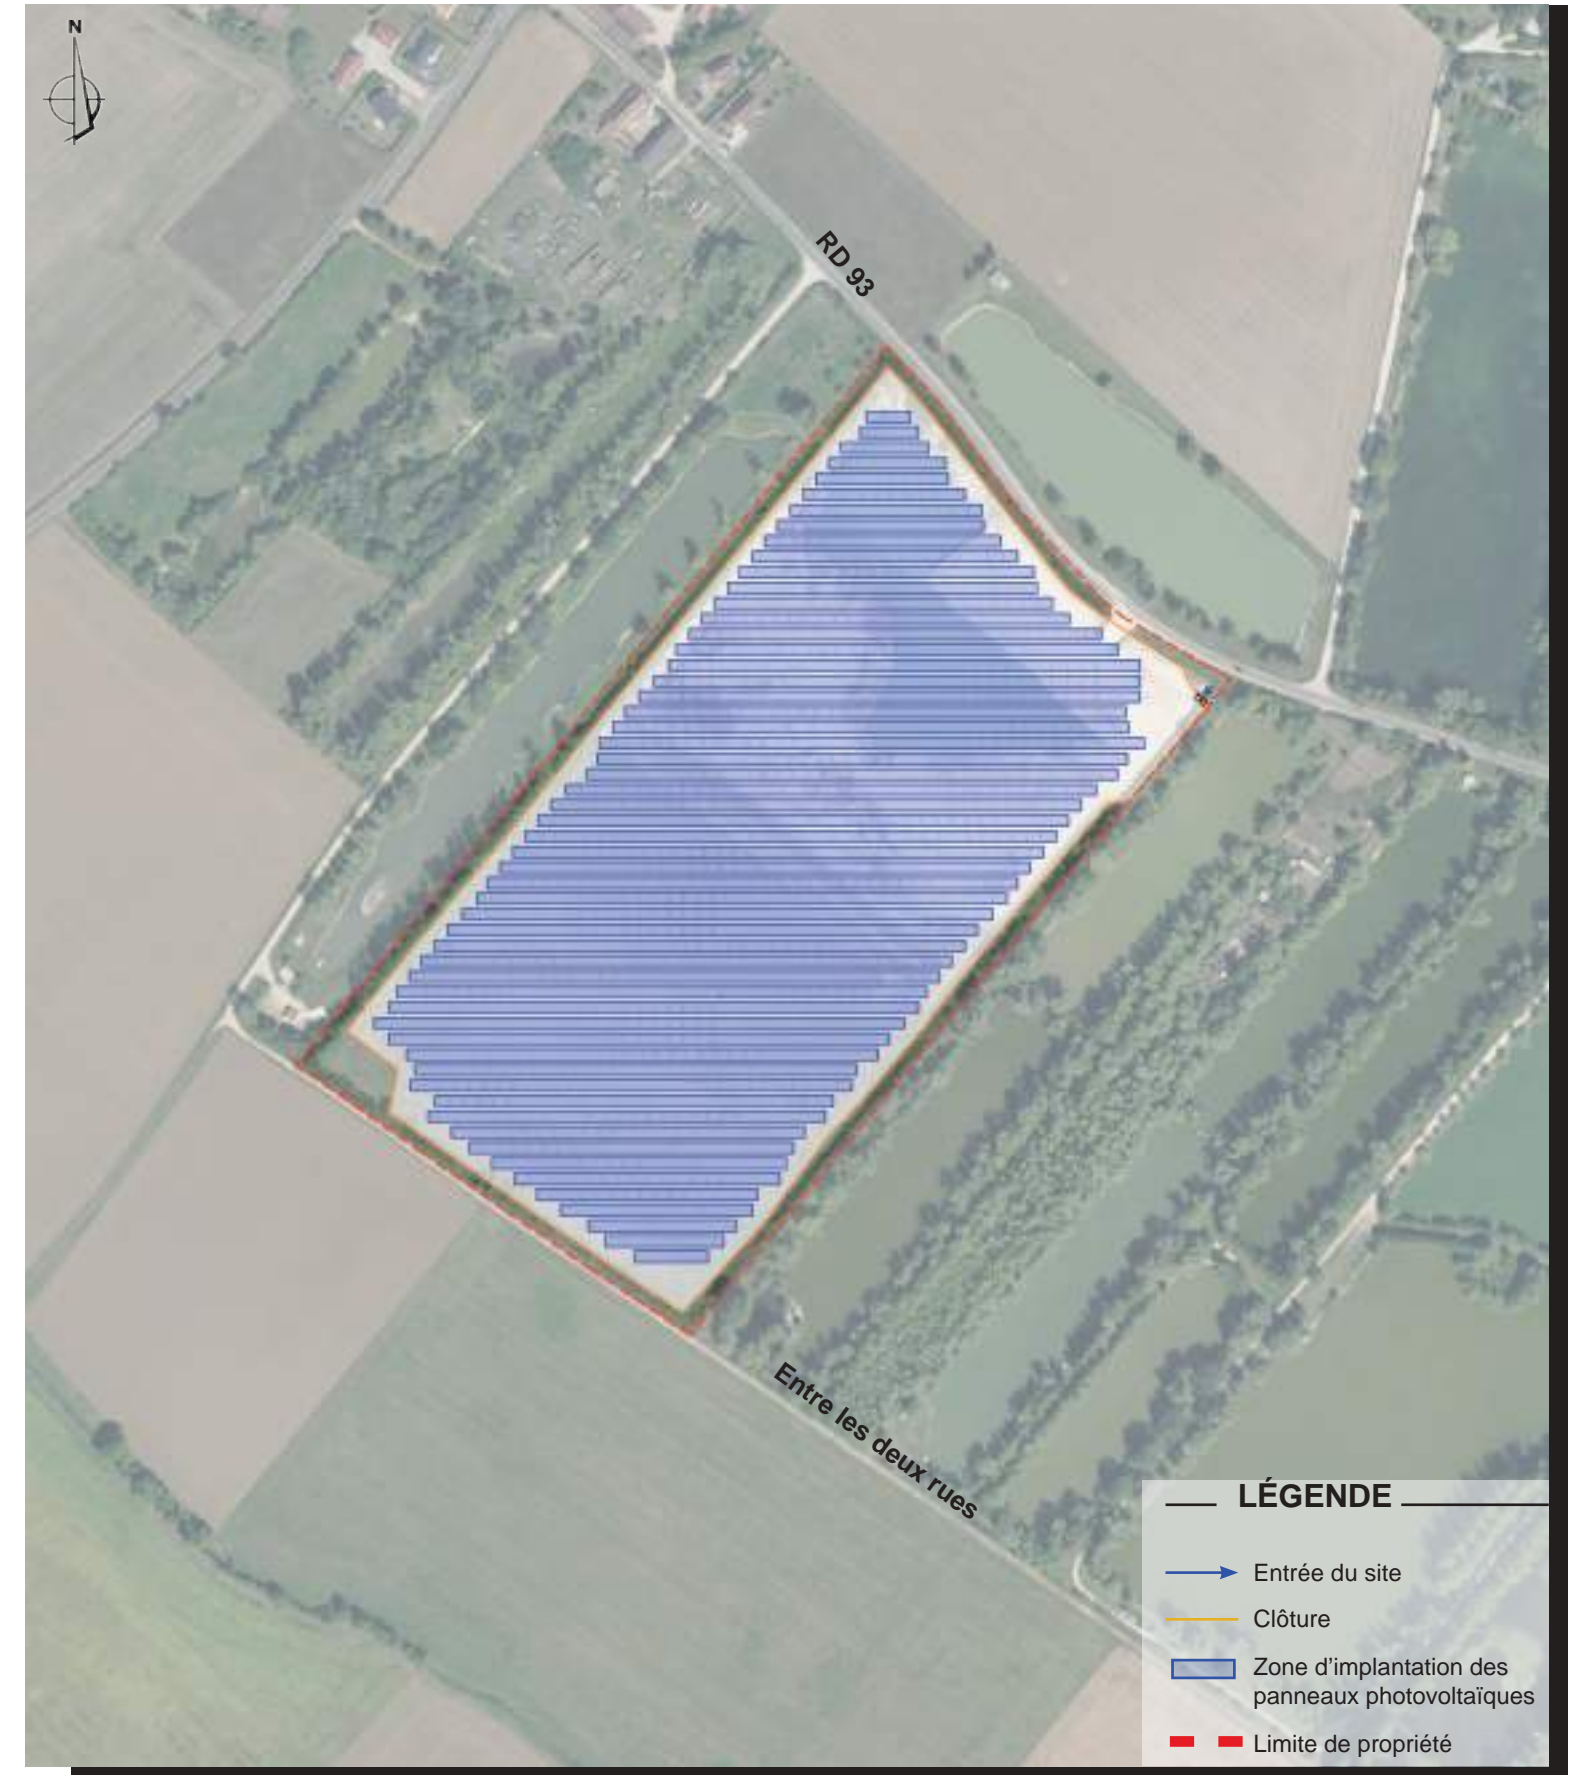 N
RD 93
Entre les deux rues
LÉGENDE
Entrée du site
Clôture
Zone d’implantation des
panneaux photovoltaïques
Limite de propriété